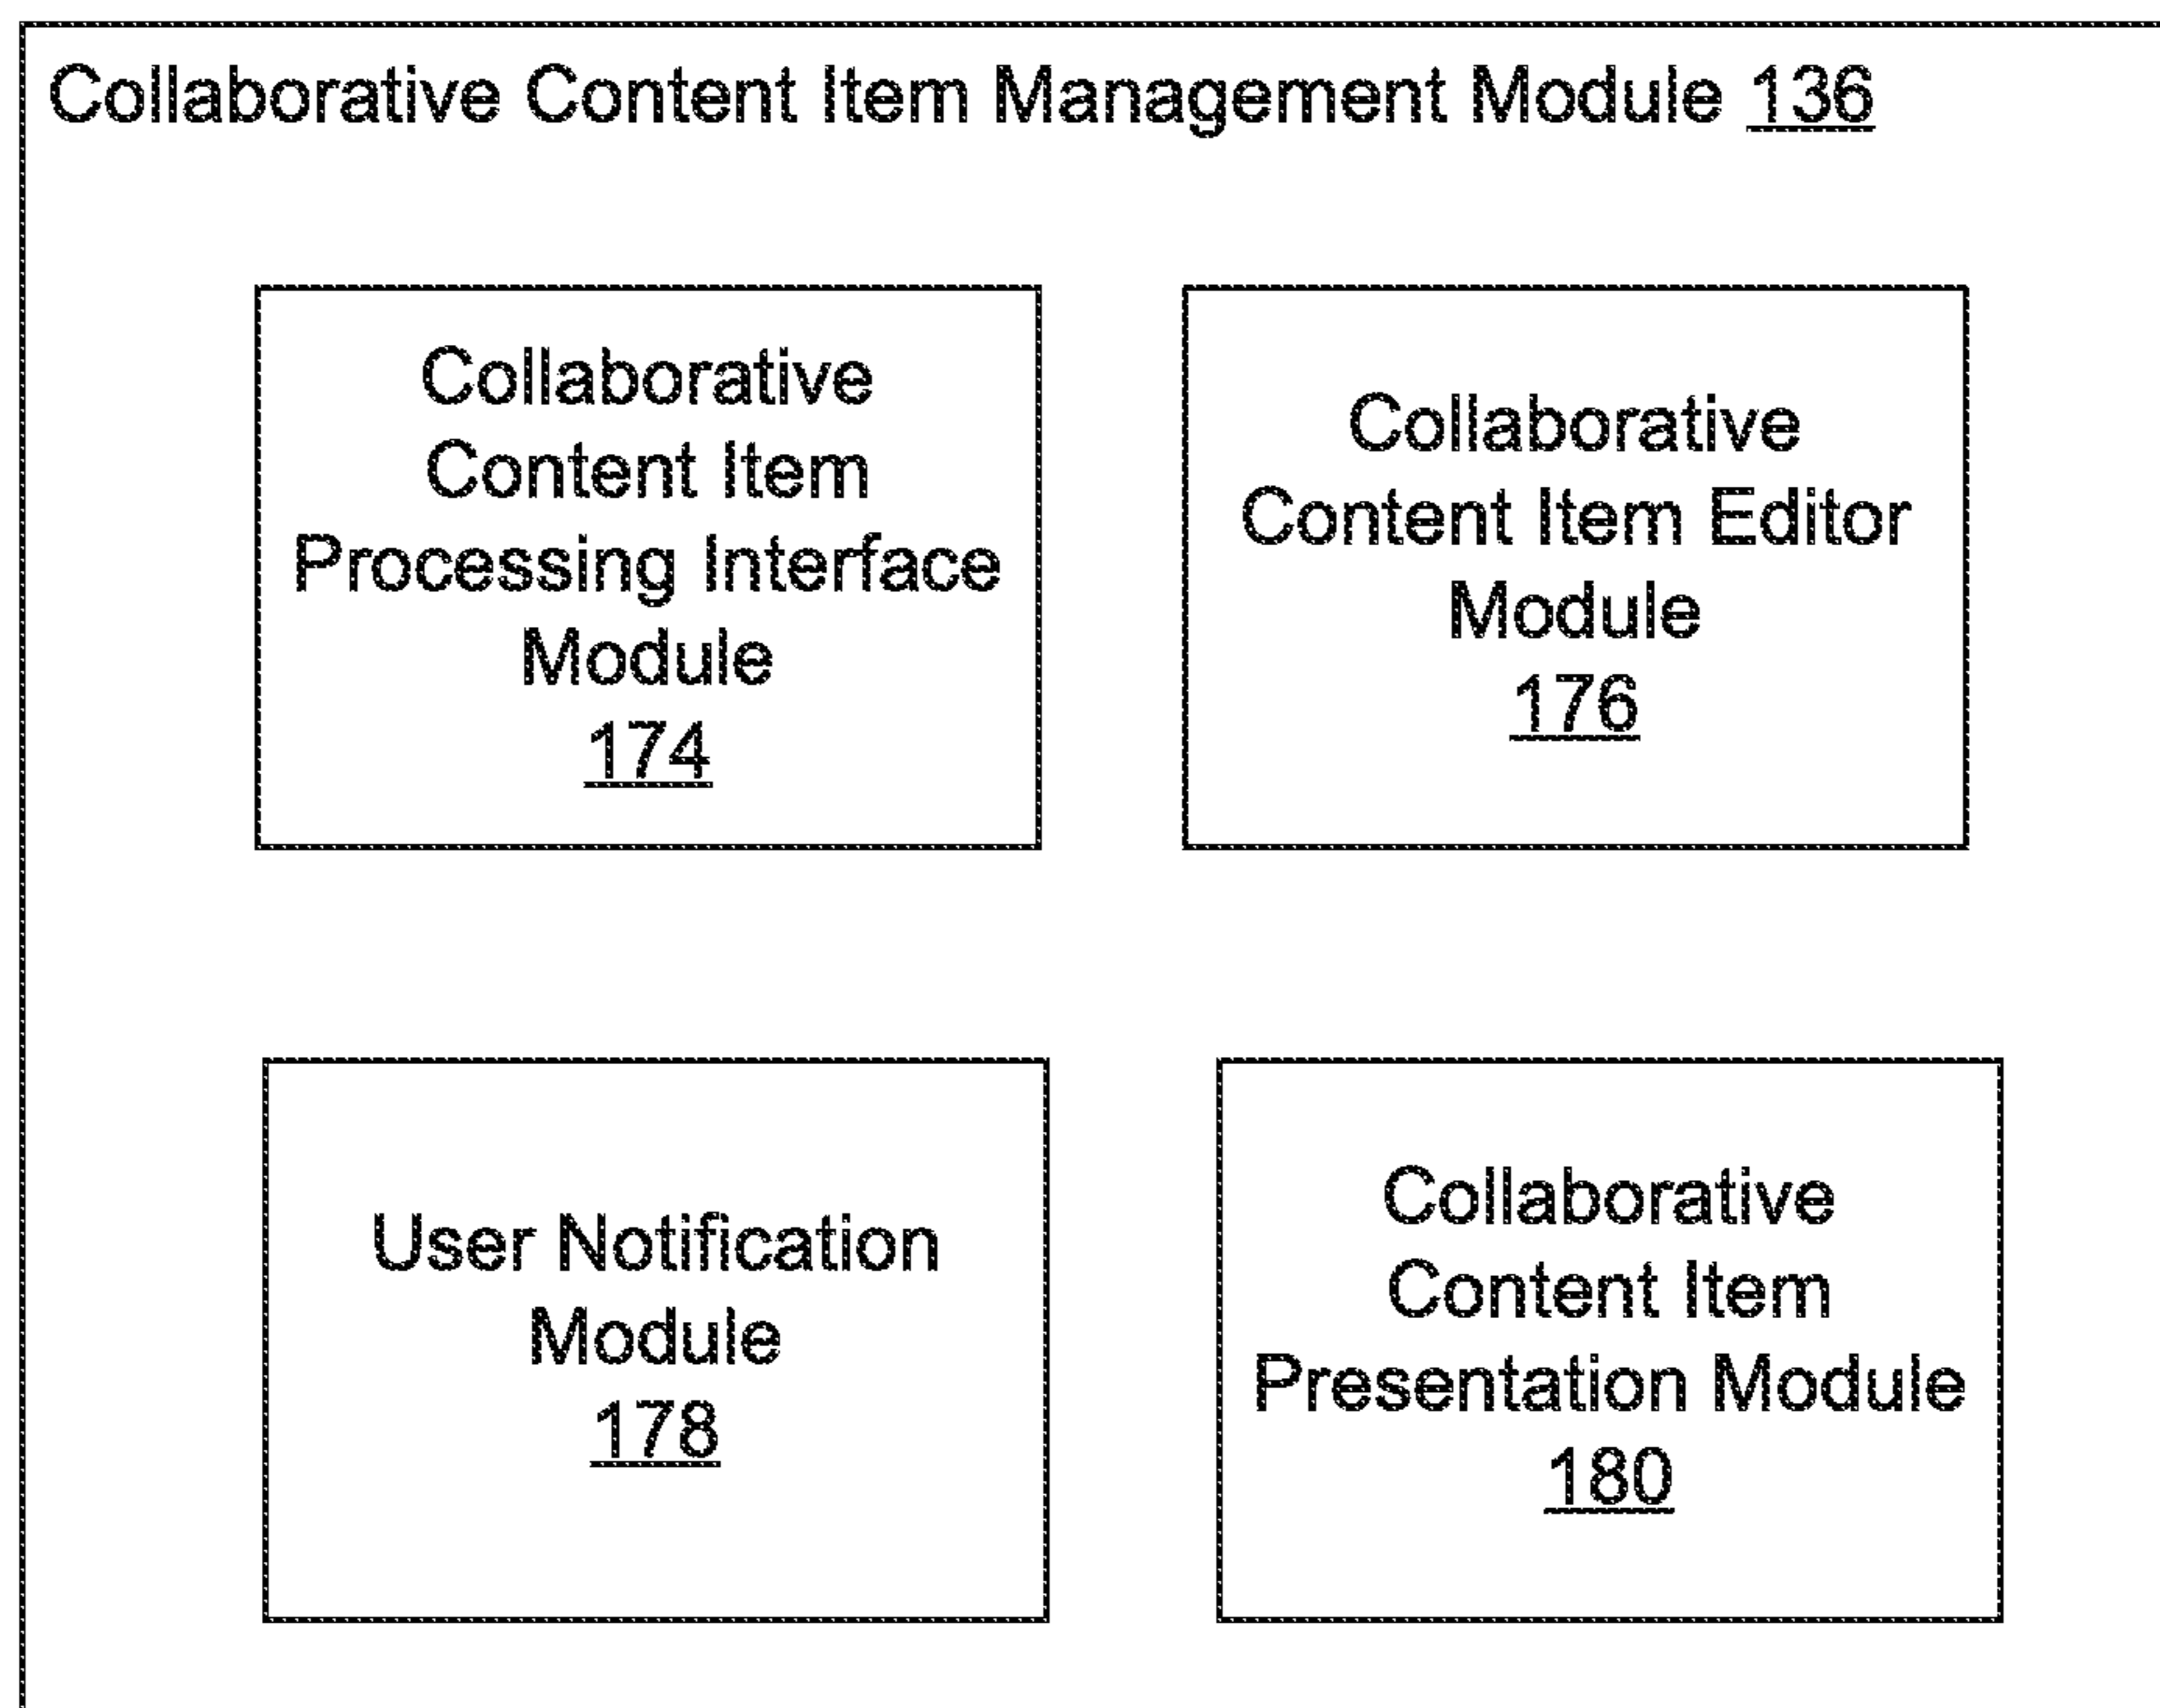 Collaborative Content Item Management Module 136
Collaborative
Content Item
Processing Interface
Module
174
Collaborative
Content Item Editor
Module
176
User Notification
Module
178
Collaborative
Content Item
Presentation Module
180